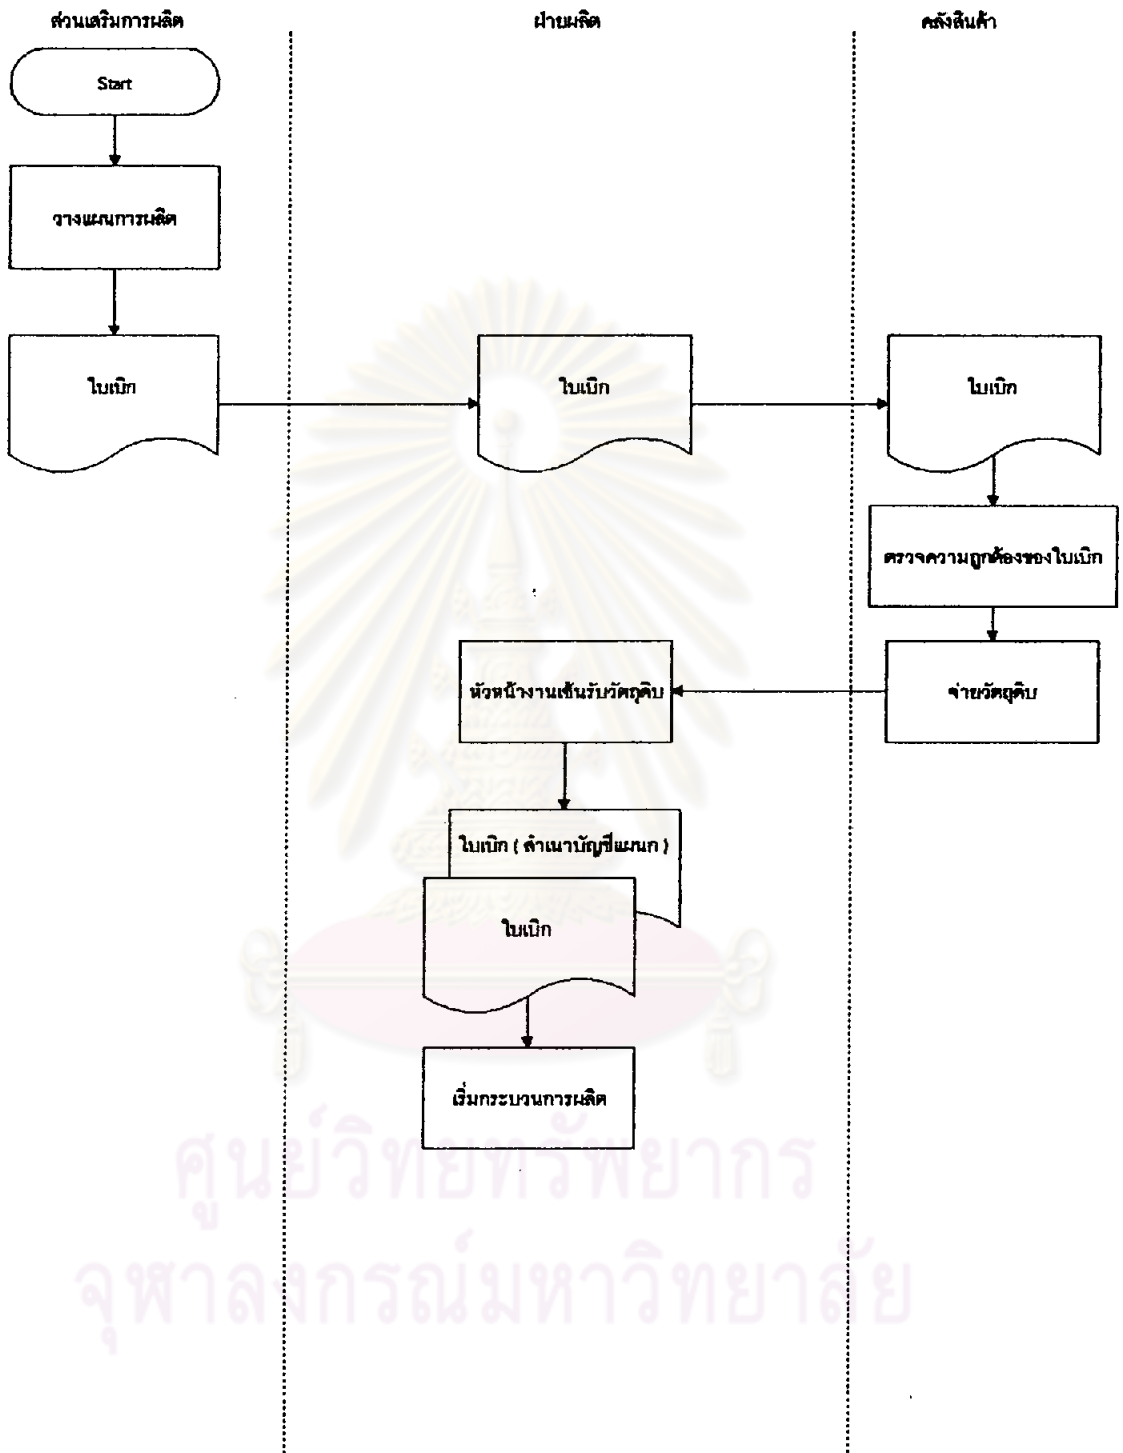 ส่วนเสริมการผลิต
ฝ่ายผลิต
คลังสินค้า
Start
วางแผนการผลิต
ใบเบิก
ใบเบิก
ใบเบิก
ตรวจความถูกต้องของใบเบิก
หัวหน้างานเซ็นรับวัตถุดิบ
จ่ายวัตถุดิบ
ใบเบิก ( สำเนาบัญชีแผนก )
ใบเบิก
เริ่มกระบวนการผลิต
ศูนย์วิทยทรัพยากร
จุฬาลงกรณ์มหาวิทยาลัย